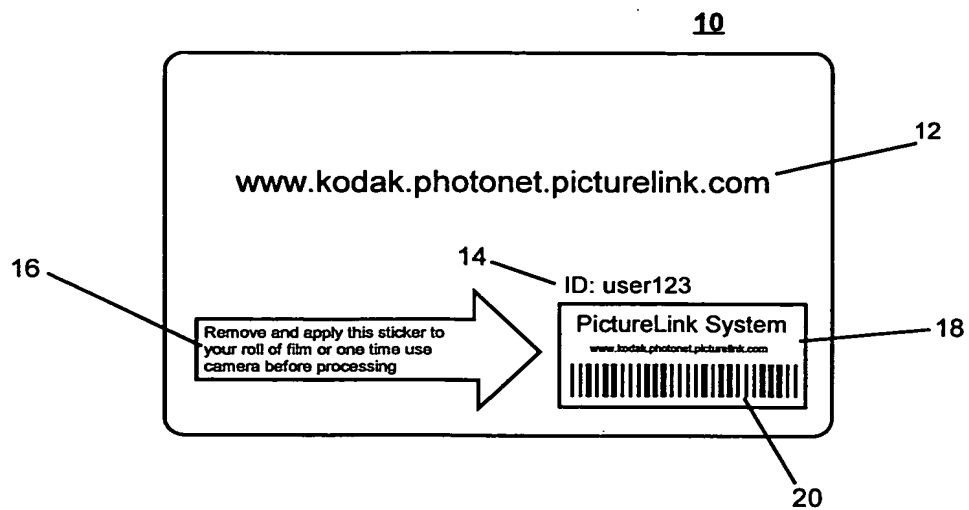 10
12
www.kodak.photonet.picturelink.com
14
16
ID: user123
18
PictureLink System
www.kodak.photonet.picturelink.com
Remove and apply this sticker to
your roll of film or one time use
camera before processing
20